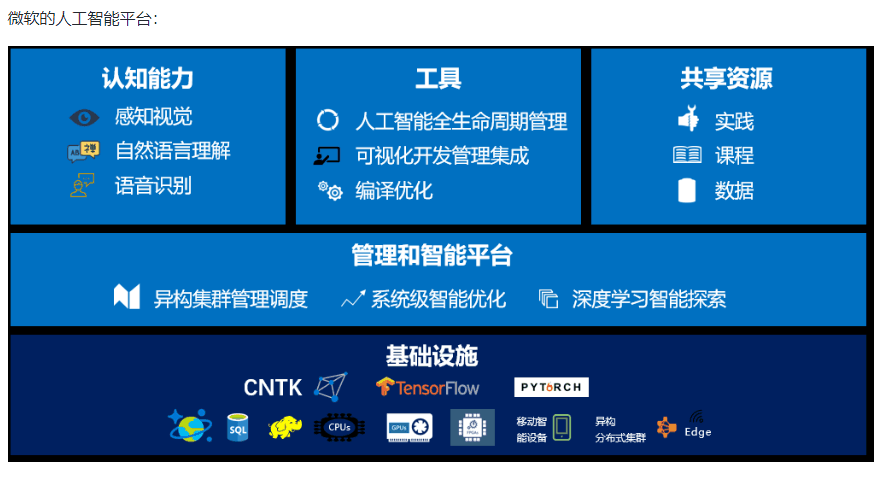 微软的人工智能平台：
认知能力
感知视觉
自然语言理解
语音识别
工具
人工智能全生命周期管理
可视化开发管理集成
编译优化
共享资源
实践
课程
数据
管理和智能平台
异构集群管理调度
系统级智能优化
深度学习智能探索
基础设施
CNTK
TensorFlow
PYTORCH
SQL
CPUs
GPUs
移动智
能设备
异构
分布式集群
Edge